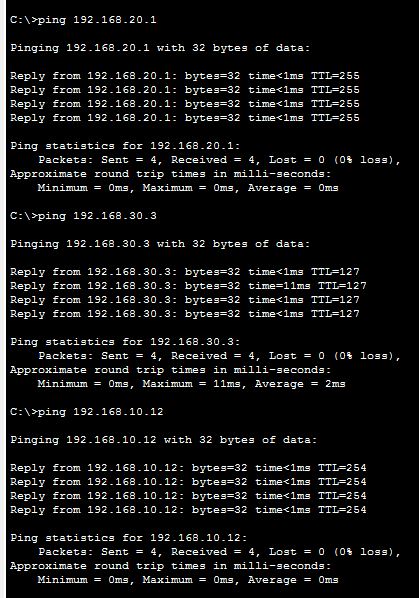 C:\>ping 192.168.20.1
Pinging 192.168.20.1 with 32 bytes of data:
Reply from 192.168.20.1: bytes=32 time<1ms TTL=255
Reply from 192.168.20.1: bytes=32 time<1ms TTL=255
Reply from 192.168.20.1: bytes=32 time<1ms TTL=255
Reply from 192.168.20.1: bytes=32 time<1ms TTL=255
Ping statistics for 192.168.20.1:
    Packets: Sent = 4, Received = 4, Lost = 0 (0% loss),
Approximate round trip times in milli-seconds:
    Minimum = 0ms, Maximum = 0ms, Average = 0ms
C:\>ping 192.168.30.3
Pinging 192.168.30.3 with 32 bytes of data:
Reply from 192.168.30.3: bytes=32 time<1ms TTL=127
Reply from 192.168.30.3: bytes=32 time=11ms TTL=127
Reply from 192.168.30.3: bytes=32 time<1ms TTL=127
Reply from 192.168.30.3: bytes=32 time<1ms TTL=127
Ping statistics for 192.168.30.3:
    Packets: Sent = 4, Received = 4, Lost = 0 (0% loss),
Approximate round trip times in milli-seconds:
    Minimum = 0ms, Maximum = 11ms, Average = 2ms
C:\>ping 192.168.10.12
Pinging 192.168.10.12 with 32 bytes of data:
Reply from 192.168.10.12: bytes=32 time<1ms TTL=254
Reply from 192.168.10.12: bytes=32 time<1ms TTL=254
Reply from 192.168.10.12: bytes=32 time<1ms TTL=254
Reply from 192.168.10.12: bytes=32 time<1ms TTL=254
Ping statistics for 192.168.10.12:
    Packets: Sent = 4, Received = 4, Lost = 0 (0% loss),
Approximate round trip times in milli-seconds:
    Minimum = 0ms, Maximum = 0ms, Average = 0ms